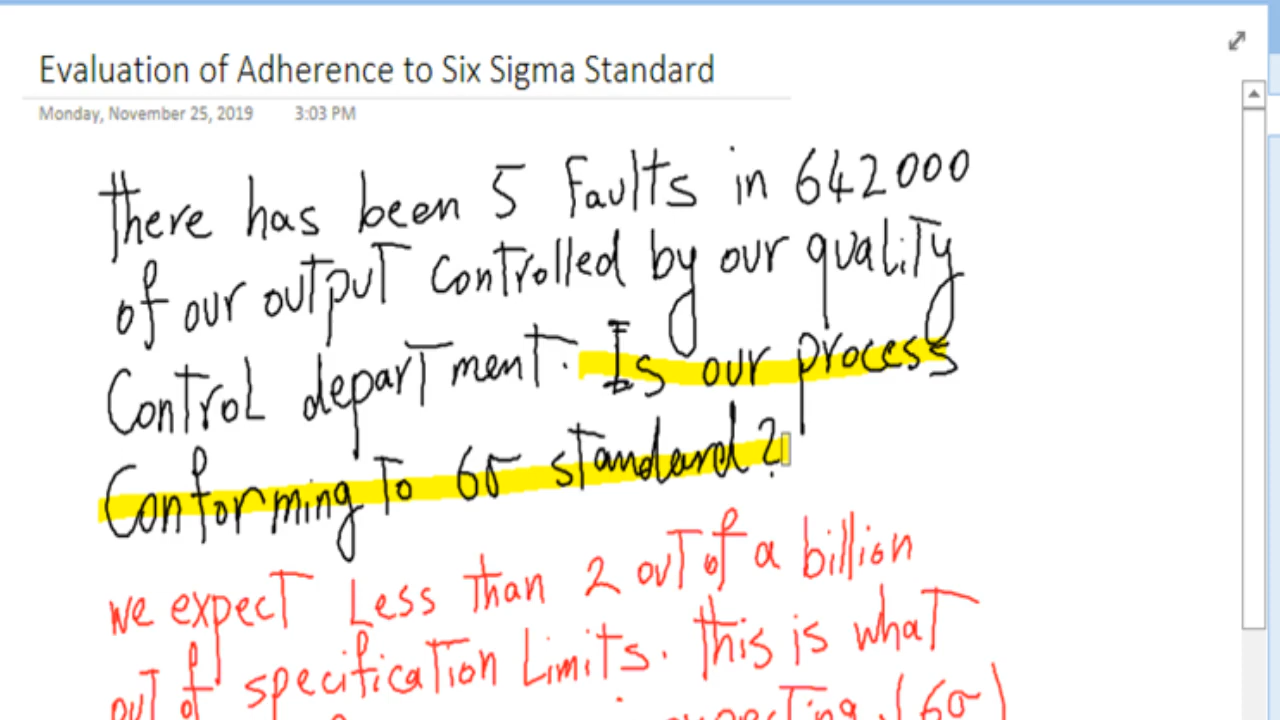 Evaluation of Adherence to Six Sigma Standard
Monday, November 25, 2019 3:03 PM
There has been 5 Faults in 642000
of our output controlled by our quality
Control department. Is our process
Conforming To 6σ standard?
we expect Less Than 2 out of a billion
out of specification Limits. This is what
expecting (6σ)